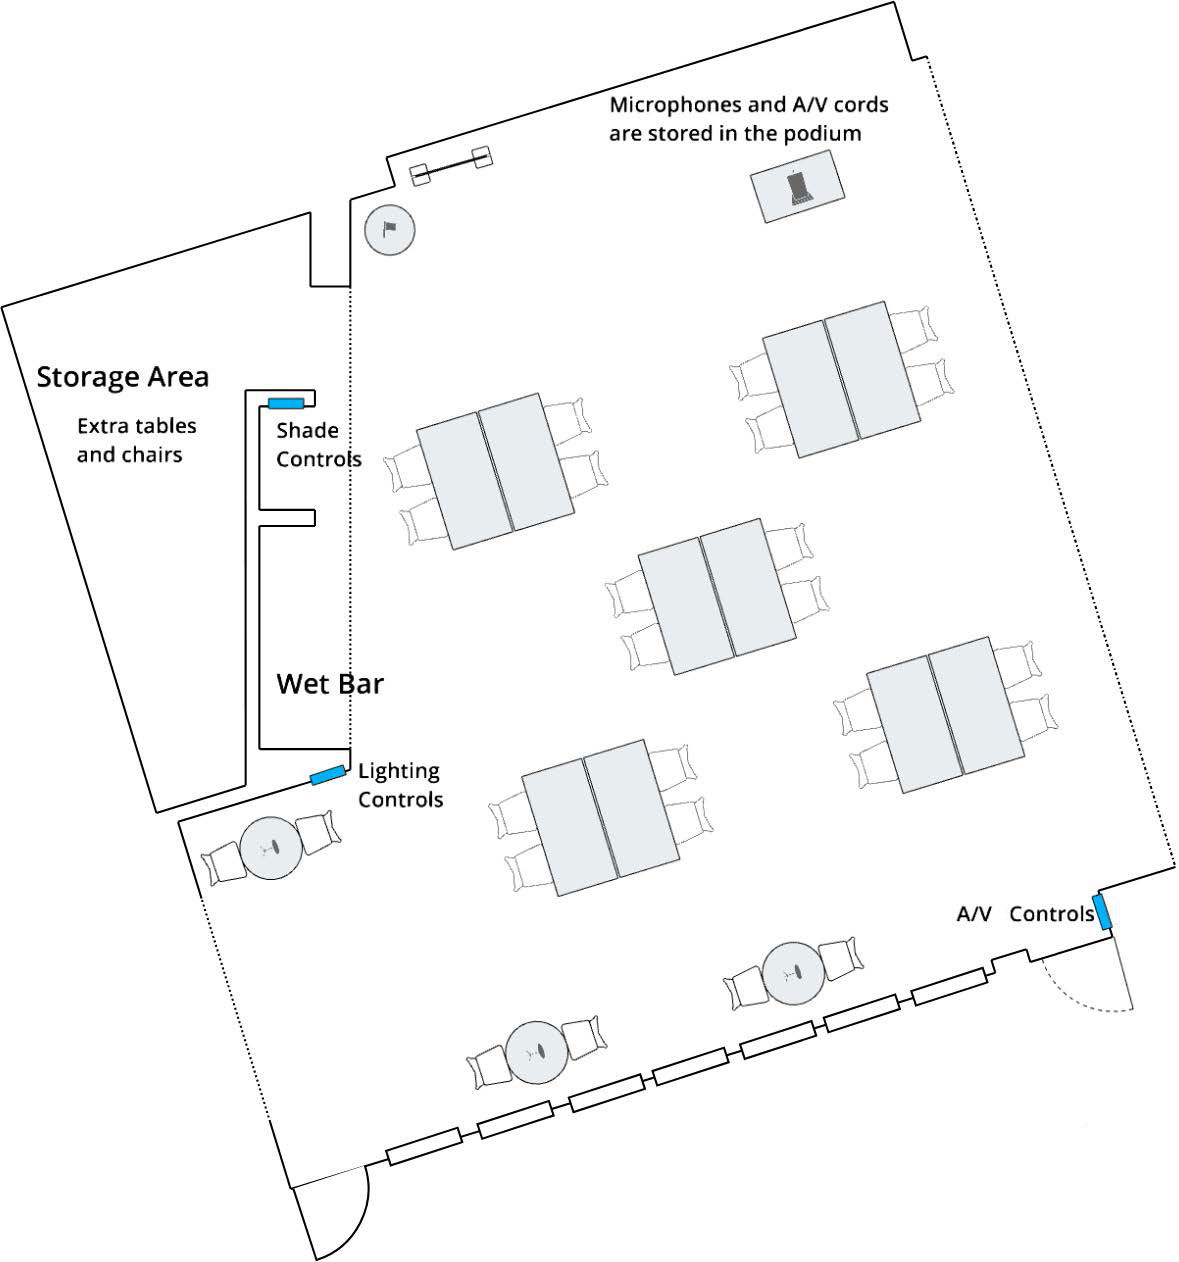 Microphones and A/V cords
are stored in the podium
Storage Area
Extra tables
and chairs
Shade
Controls
Wet Bar
Lighting
Controls
A/V Controls